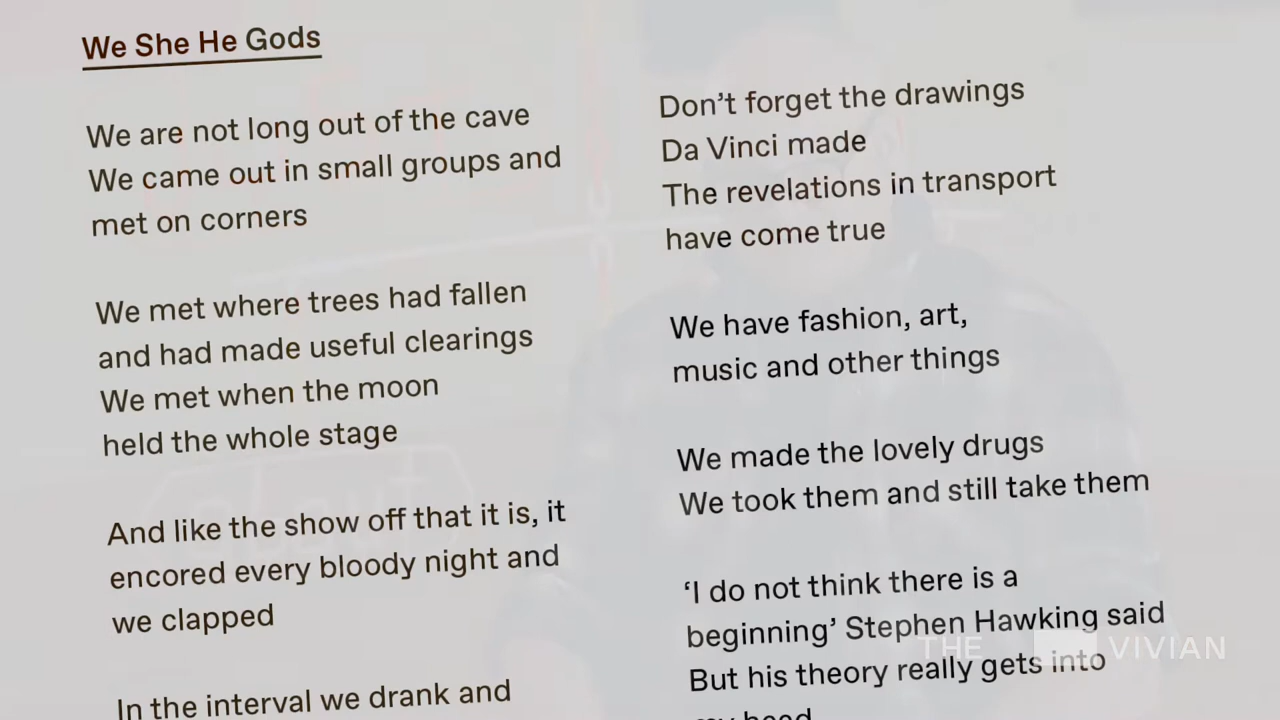 We She He Gods
We are not long out of the cave
We came out in small groups and
met on corners
We met where trees had fallen
and had made useful clearings
We met when the moon
held the whole stage
And like the show off that it is, it
encored every bloody night and
we clapped
In the interval we drank and
Don’t forget the drawings
Da Vinci made
The revelations in transport
have come true
We have fashion, art,
music and other things
We made the lovely drugs
We took them and still take them
‘I do not think there is a
beginning’ Stephen Hawking said
But his theory really gets into
my head
THE VIVIAN